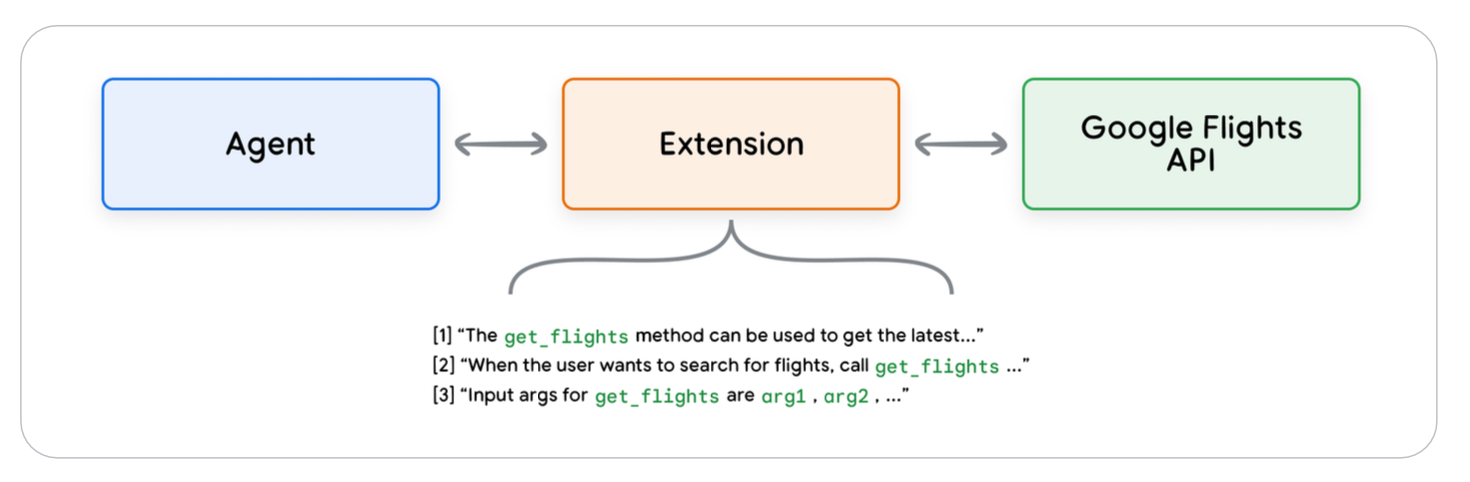 Agent
Extension
Google Flights
API
[1] “The get_flights method can be used to get the latest...”
[2] “When the user wants to search for flights, call get_flights ...”
[3] “Input args for get_flights are arg1 , arg2 , ...”